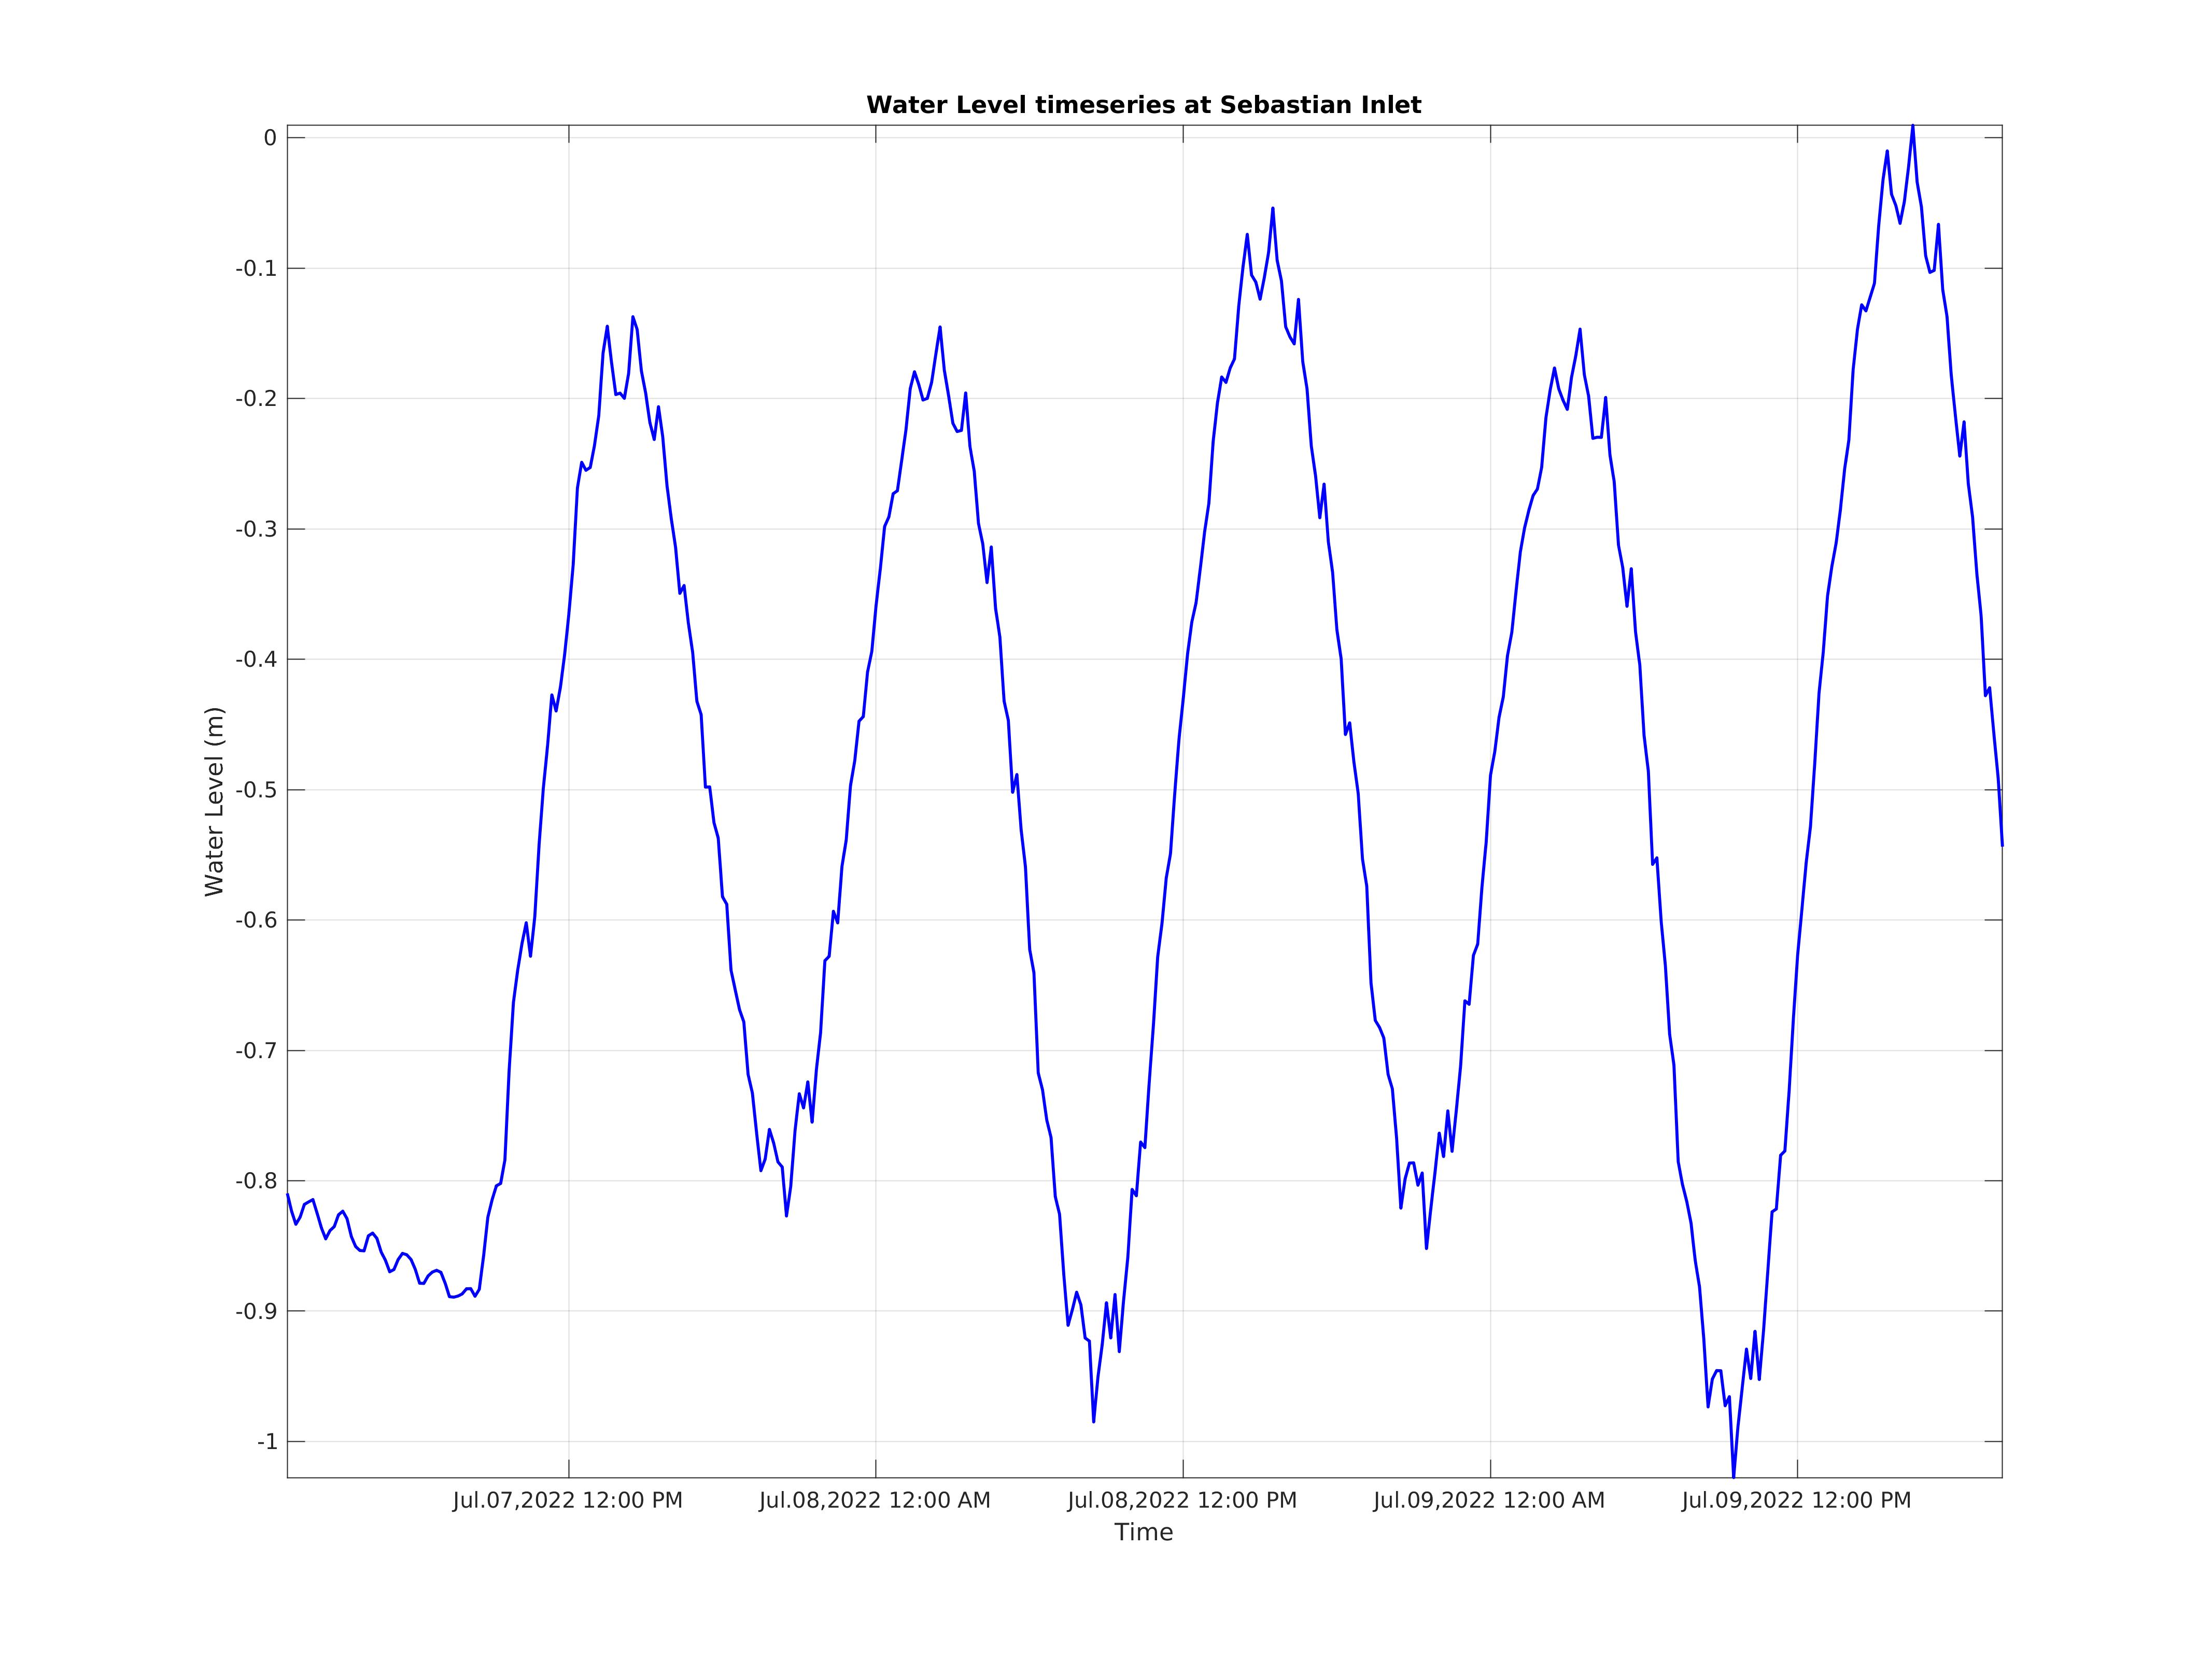 Water Level timeseries at Sebastian Inlet
0
-0.1
-0.2
-0.3
-0.4
-0.5
-0.6
-0.7
-0.8
-0.9
-1
Water Level (m)
Jul.07,2022 12:00 PM
Jul.08,2022 12:00 AM
Jul.08,2022 12:00 PM
Jul.09,2022 12:00 AM
Jul.09,2022 12:00 PM
Time